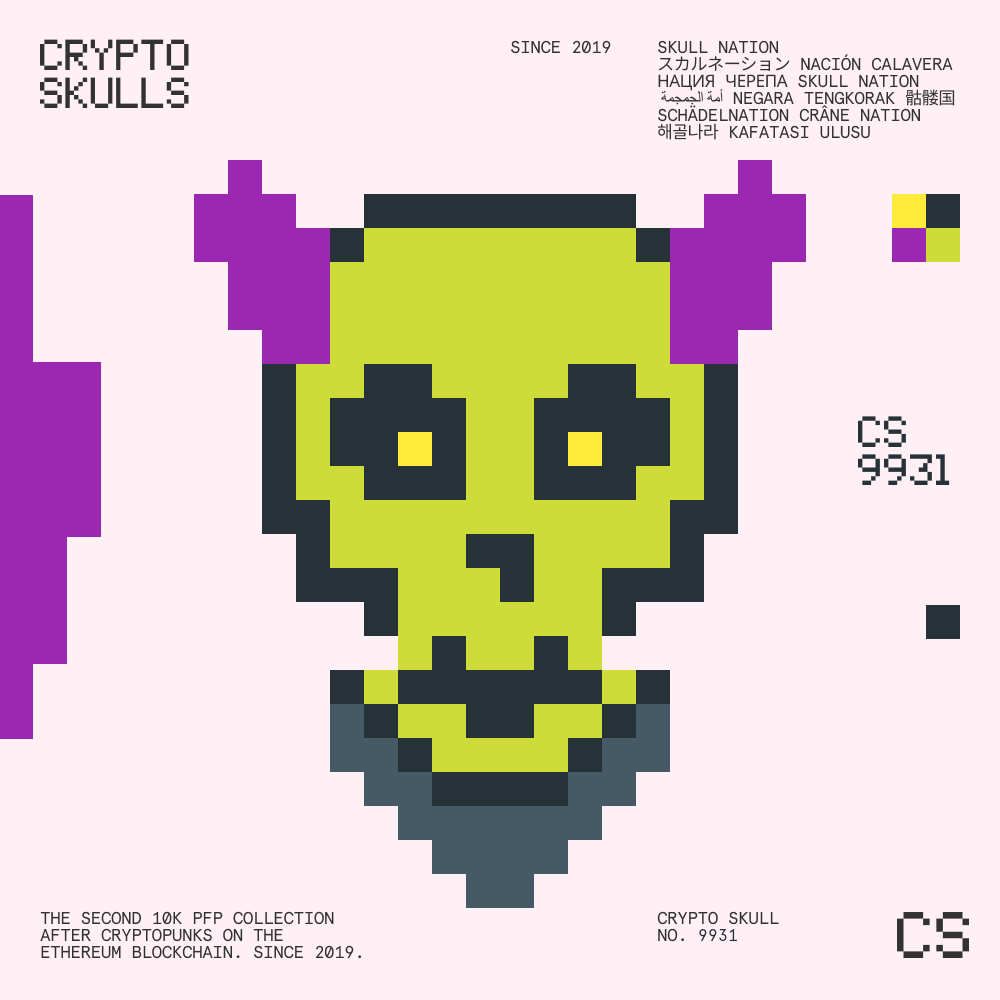 CRYPTO
SKULLS
SINCE 2019
SKULL NATION
スカルネーション NACIÓN CALAVERA
НАЦИЯ ЧЕРЕПА SKULL NATION
أمة الجمجمة NEGARA TENGKORAK 骷髅国
SCHÄDELNATION CRÂNE NATION
해골나라 KAFATASI ULUSU
CS
9931
THE SECOND 10K PFP COLLECTION
AFTER CRYPTOPUNKS ON THE
ETHEREUM BLOCKCHAIN. SINCE 2019.
CRYPTO SKULL
NO. 9931
CS